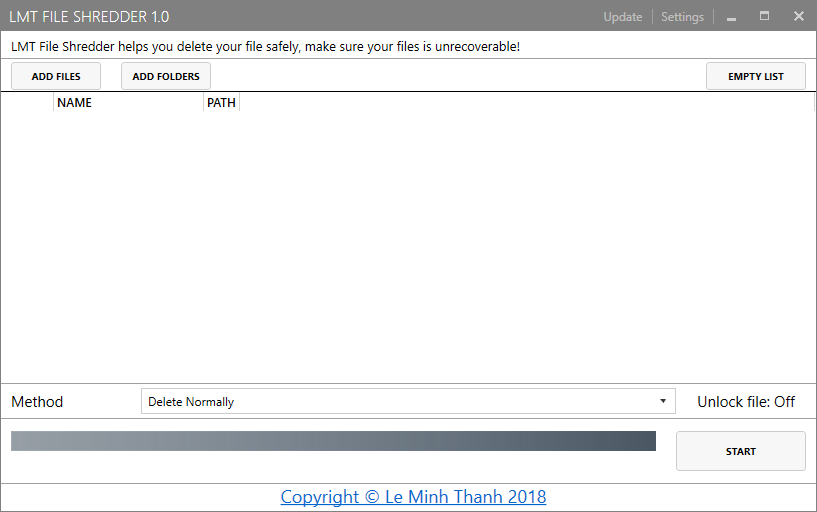 LMT FILE SHREDDER 1.0 Update Settings
LMT File Shredder helps you delete your file safely, make sure your files is unrecoverable!
ADD FILES ADD FOLDERS EMPTY LIST
NAME PATH
Method Delete Normally Unlock file: Off
START
Copyright © Le Minh Thanh 2018